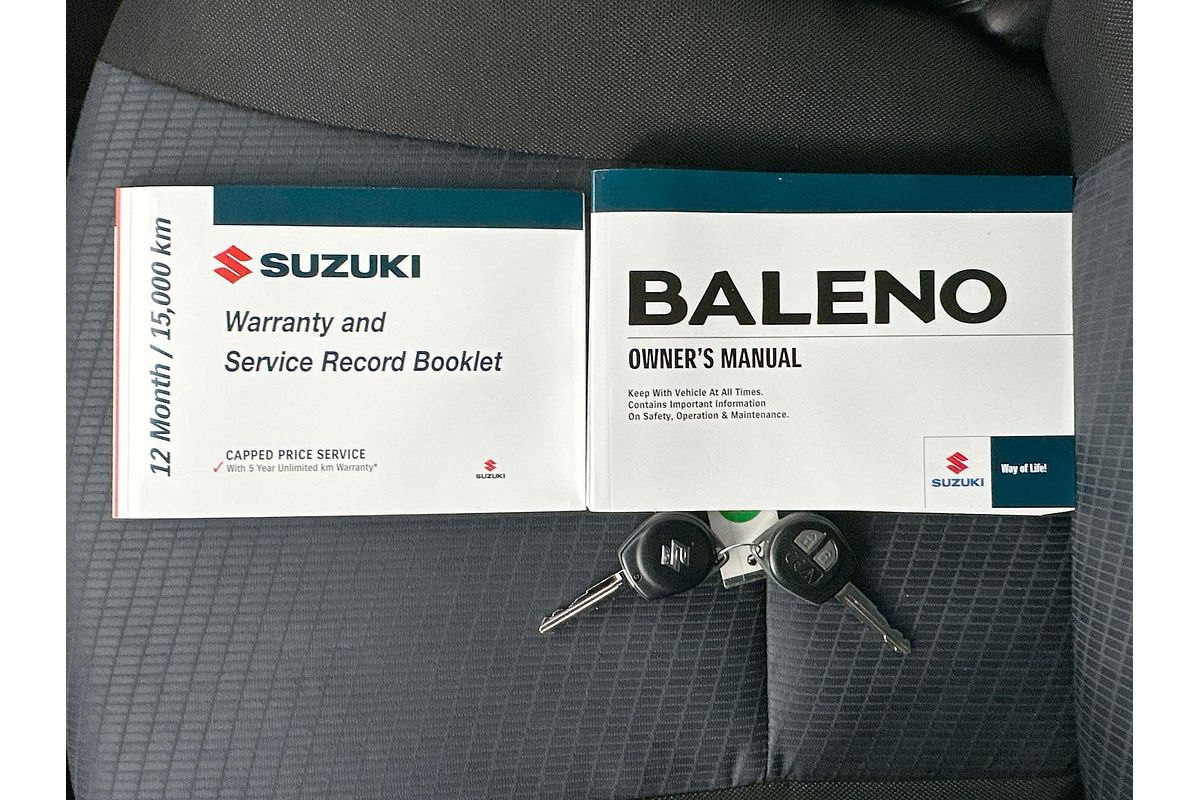 12 Month / 15,000 km
SUZUKI
Warranty and
Service Record Booklet
CAPPED PRICE SERVICE
With 5 Year Unlimited km Warranty*
SUZUKI
BALENO
OWNER'S MANUAL
Keep With Vehicle At All Times.
Contains Important Information
On Safety, Operation & Maintenance.
SUZUKI
Way of Life!